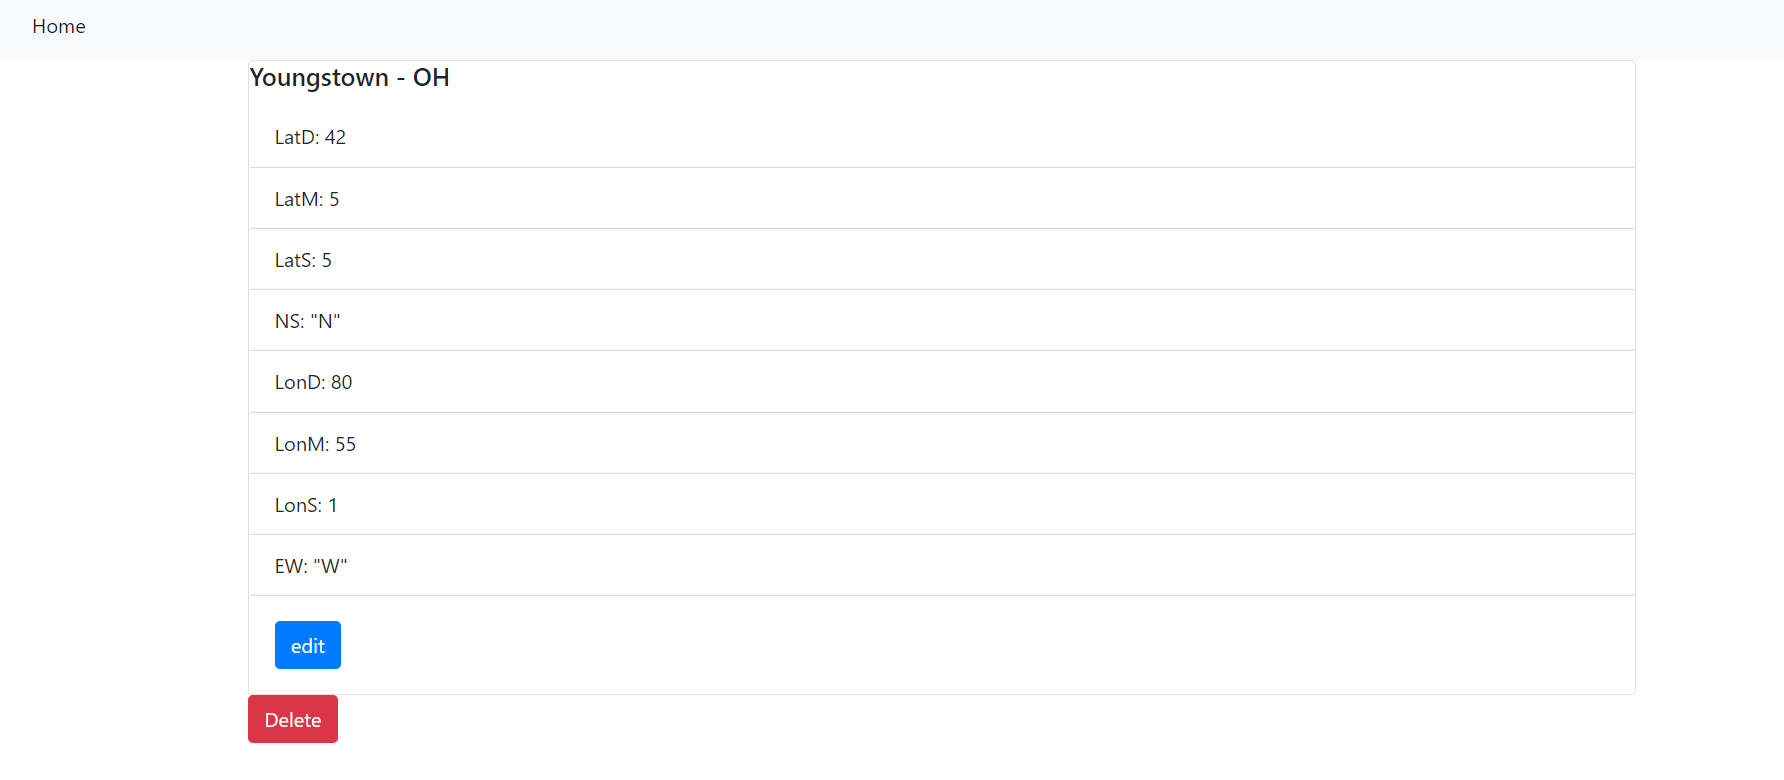 Home
Youngstown - OH
LatD: 42
LatM: 5
LatS: 5
NS: "N"
LonD: 80
LonM: 55
LonS: 1
EW: "W"
edit
Delete